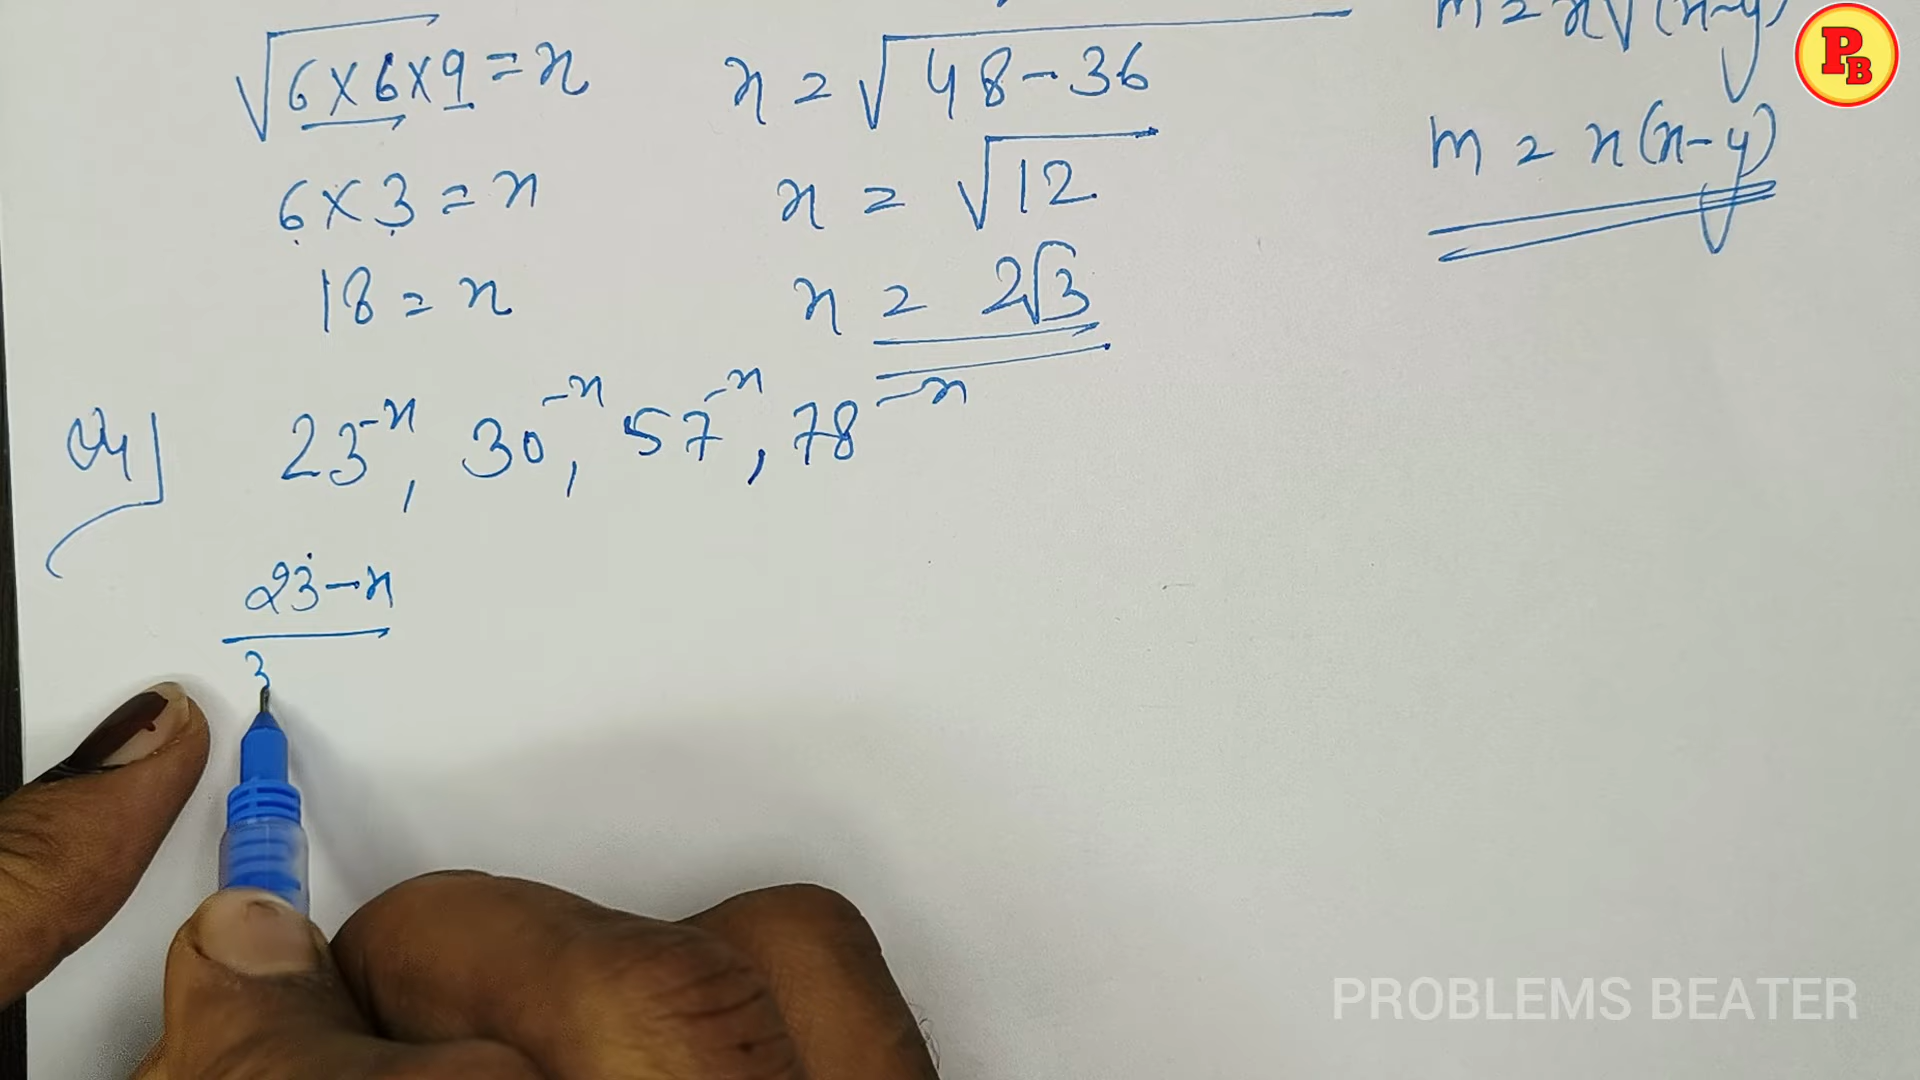 √6×6×9 = x
6×3 = x
18 = x
x = √48-36
x = √12
x = 2√3
m = x√(x-y)
m = x(x-y)
PB
23-x, 30-x, 57-x, 78-x
23-x
3
PROBLEMS BEATER